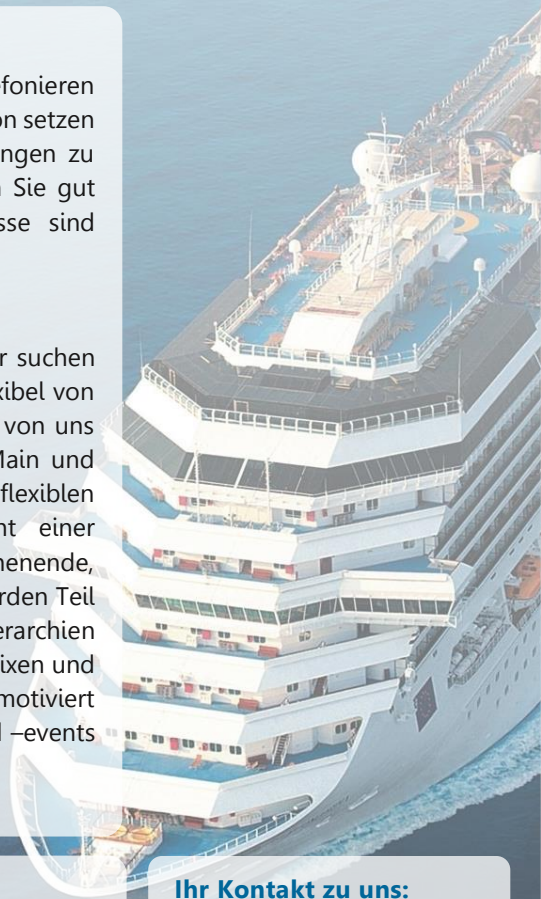 fonieren
on setzen
ngen zu
Sie gut
sse sind
r suchen
xibel von
von uns
Main und
flexiblen
nt einer
nenende,
rden Teil
erarchien
ixen und
motiviert
–events
Ihr Kontakt zu uns: